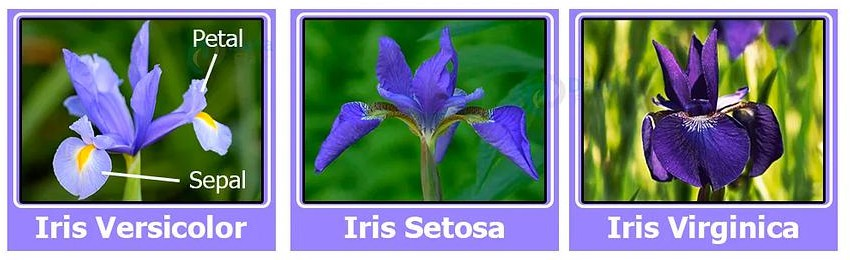 Petal
Sepal
Iris Versicolor
Iris Setosa
Iris Virginica